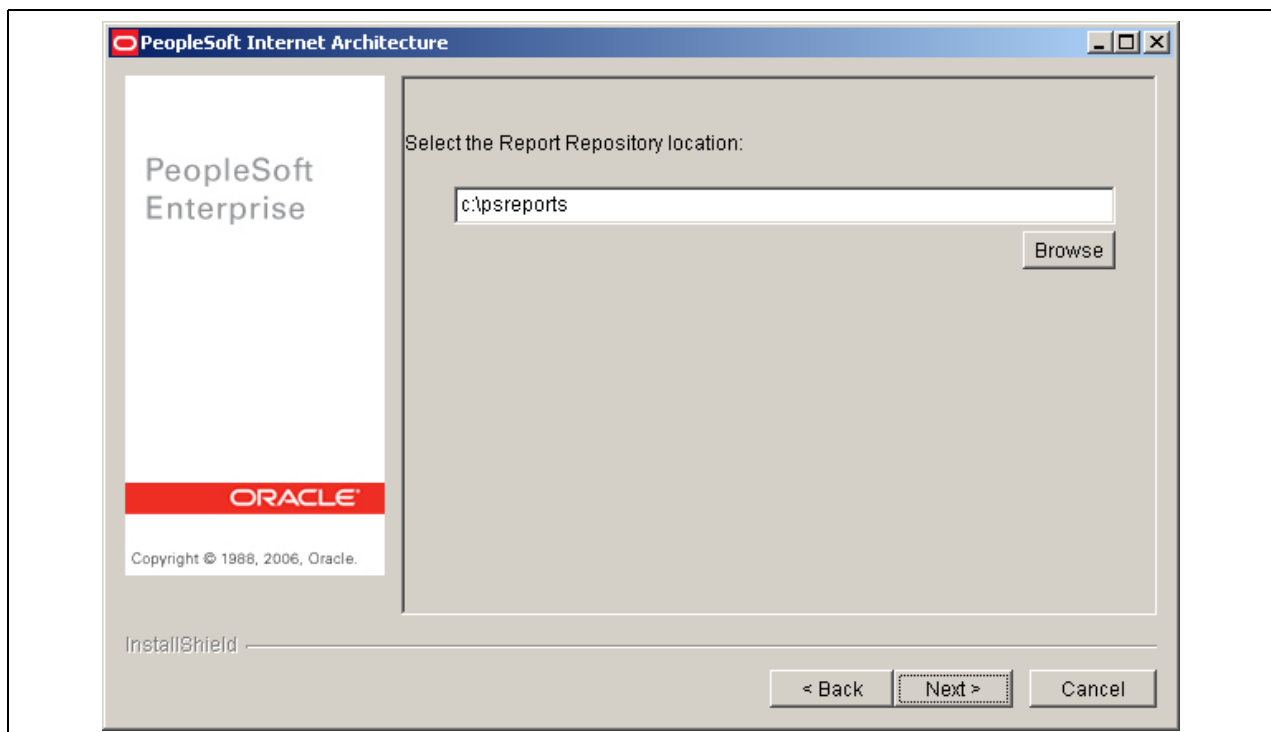 PeopleSoft Internet Architecture
PeopleSoft
Enterprise
ORACLE
Copyright © 1988, 2006, Oracle.
Select the Report Repository location:
c:\psreports
Browse
InstallShield
< Back
Next >
Cancel